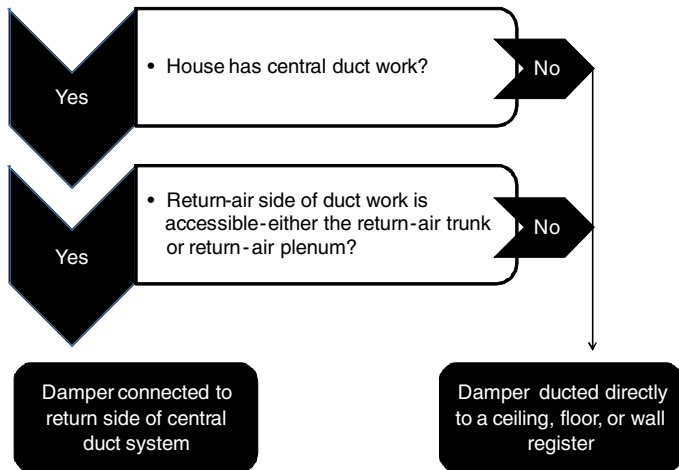 • House has central duct work?
No
Yes
• Return-air side of duct work is
accessible-either the return-air trunk
or return-air plenum?
No
Yes
Damper connected to
return side of central
duct system
Damper ducted directly
to a ceiling, floor, or wall
register